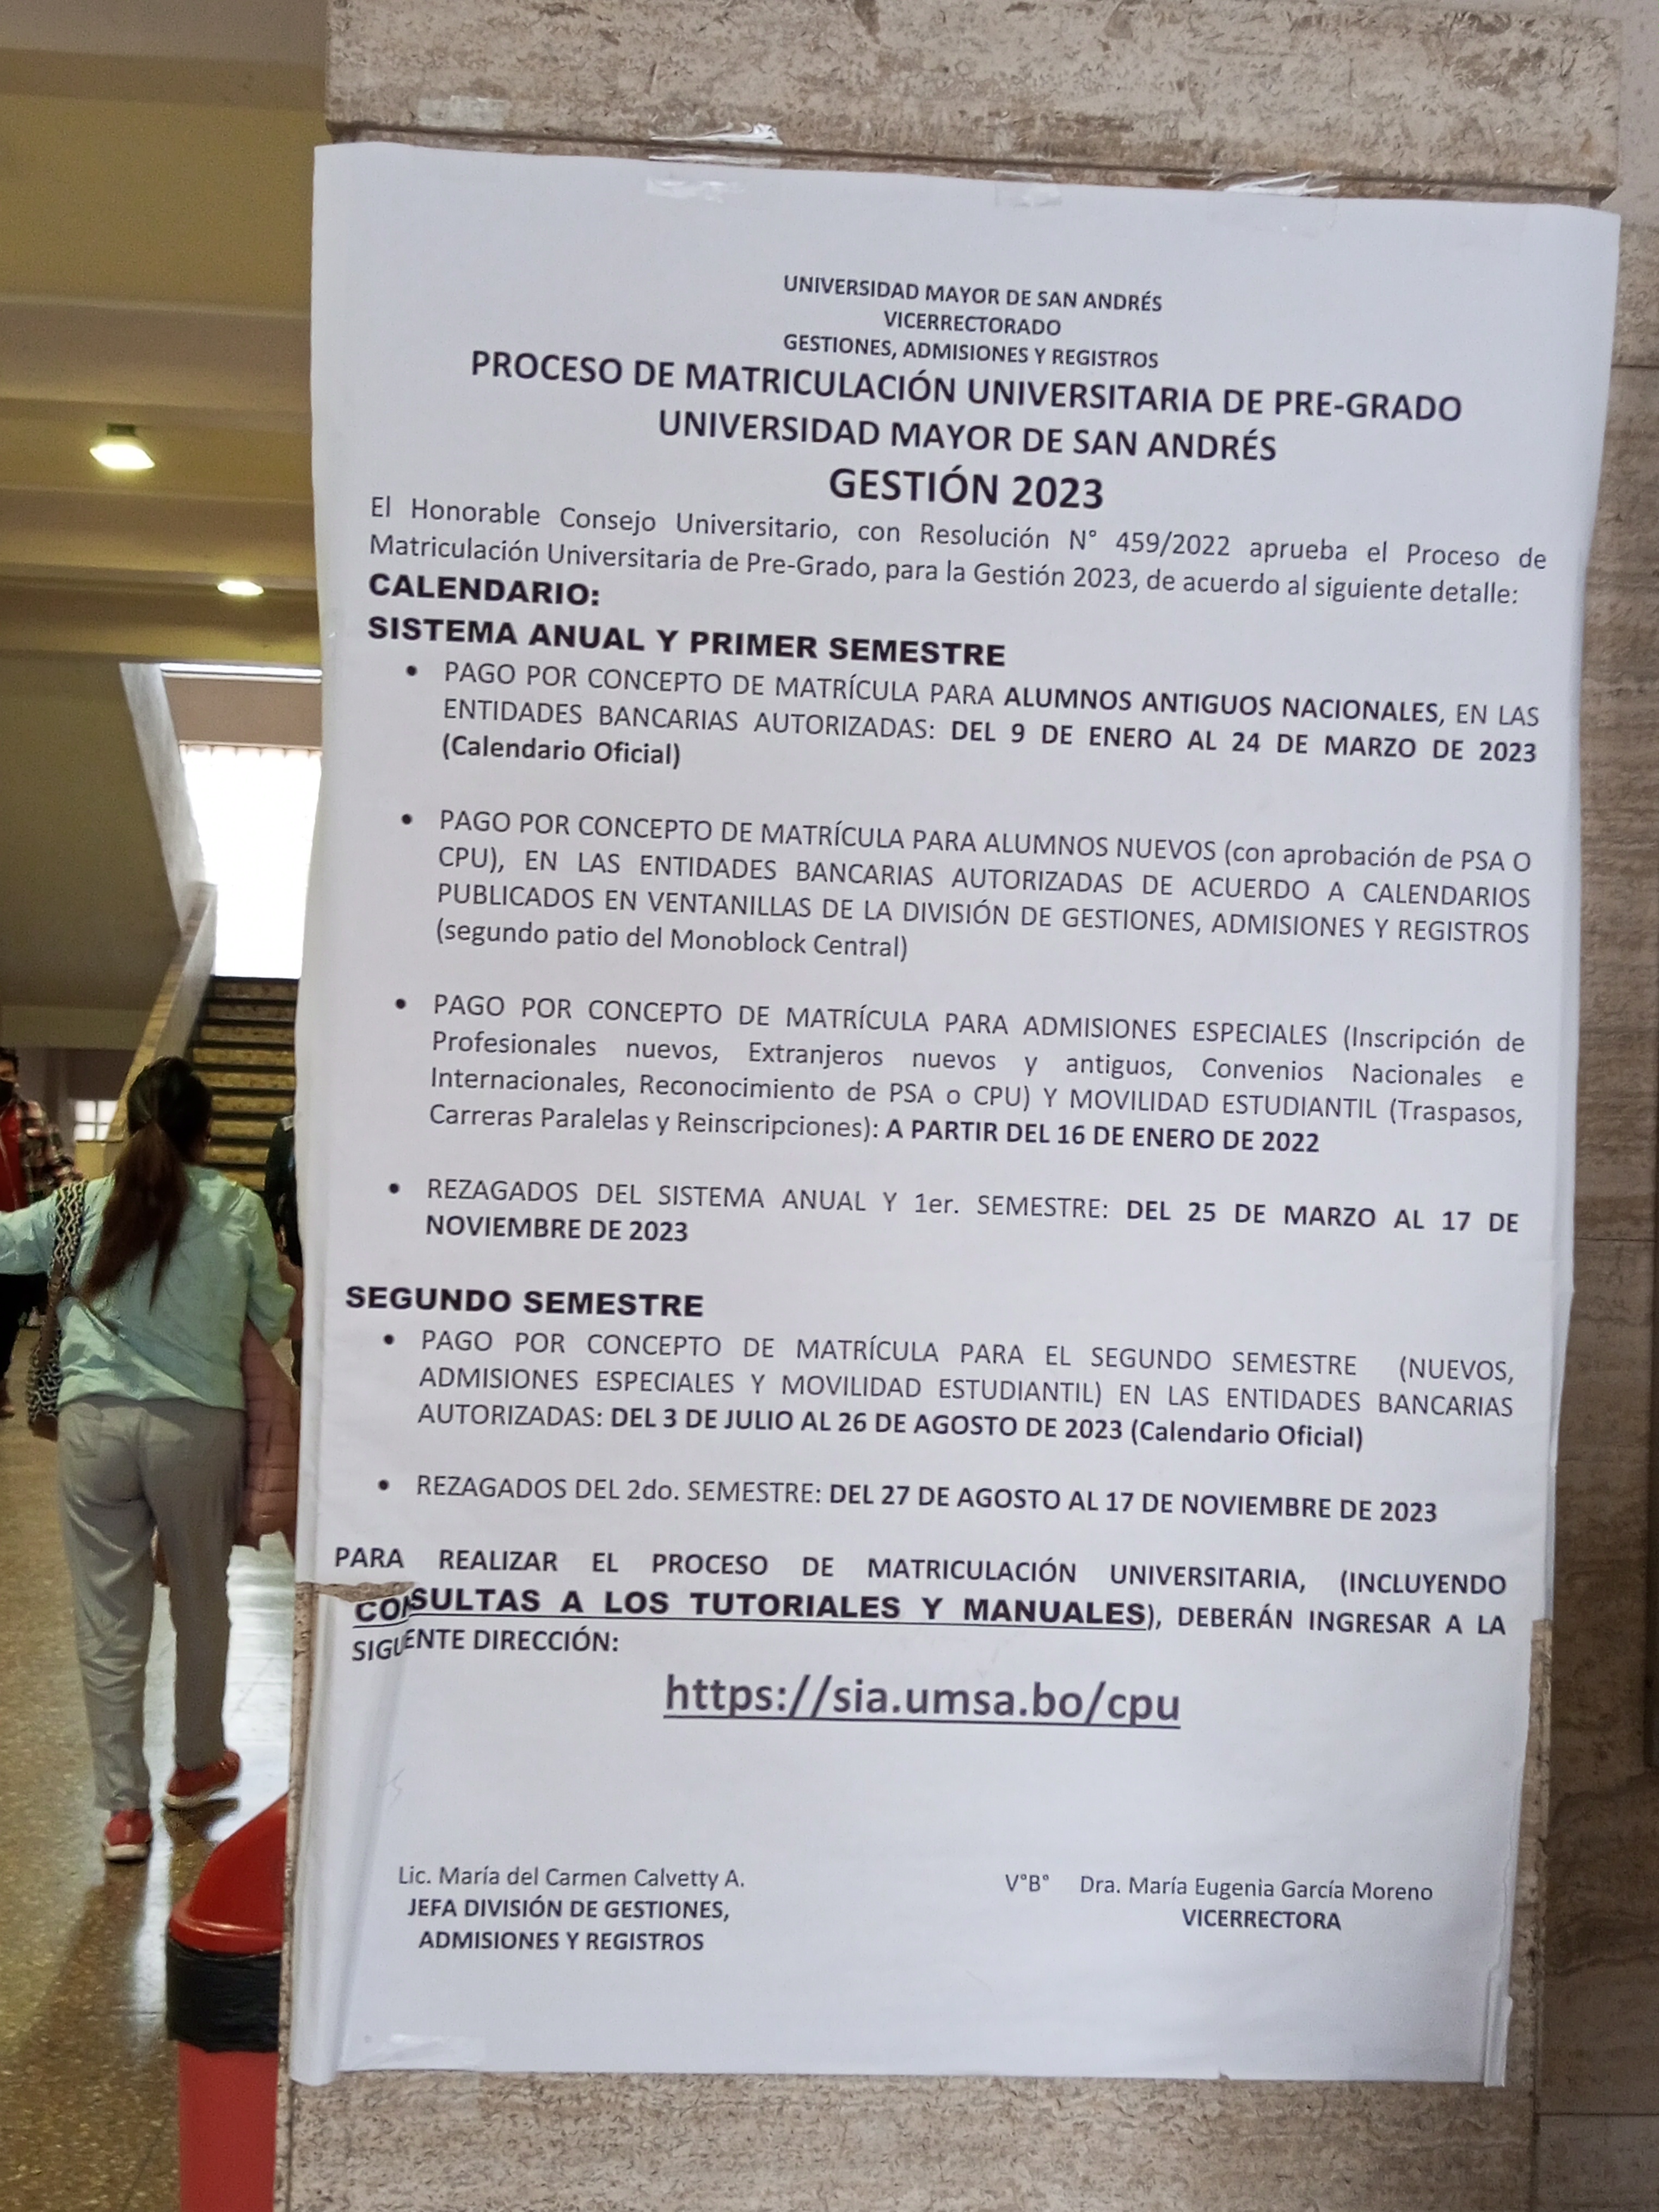 UNIVERSIDAD MAYOR DE SAN ANDRÉS
VICERRECTORADO
GESTIONES, ADMISIONES Y REGISTROS
PROCESO DE MATRICULACIÓN UNIVERSITARIA DE PRE-GRADO
UNIVERSIDAD MAYOR DE SAN ANDRÉS
GESTIÓN 2023
El Honorable Consejo Universitario, con Resolución N° 459/2022 aprueba el Proceso de
Matriculación Universitaria de Pre-Grado, para la Gestión 2023, de acuerdo al siguiente detalle:
CALENDARIO:
SISTEMA ANUAL Y PRIMER SEMESTRE
• PAGO POR CONCEPTO DE MATRÍCULA PARA ALUMNOS ANTIGUOS NACIONALES, EN LAS
ENTIDADES BANCARIAS AUTORIZADAS: DEL 9 DE ENERO AL 24 DE MARZO DE 2023
(Calendario Oficial)
• PAGO POR CONCEPTO DE MATRÍCULA PARA ALUMNOS NUEVOS (con aprobación de PSA O
CPU), EN LAS ENTIDADES BANCARIAS AUTORIZADAS DE ACUERDO A CALENDARIOS
PUBLICADOS EN VENTANILLAS DE LA DIVISIÓN DE GESTIONES, ADMISIONES Y REGISTROS
(segundo patio del Monoblock Central)
• PAGO POR CONCEPTO DE MATRÍCULA PARA ADMISIONES ESPECIALES (Inscripción de
Profesionales nuevos, Extranjeros nuevos y antiguos, Convenios Nacionales e
Internacionales, Reconocimiento de PSA o CPU) Y MOVILIDAD ESTUDIANTIL (Traspasos,
Carreras Paralelas y Reinscripciones): A PARTIR DEL 16 DE ENERO DE 2022
• REZAGADOS DEL SISTEMA ANUAL Y 1er. SEMESTRE: DEL 25 DE MARZO AL 17 DE
NOVIEMBRE DE 2023
SEGUNDO SEMESTRE
• PAGO POR CONCEPTO DE MATRÍCULA PARA EL SEGUNDO SEMESTRE (NUEVOS,
ADMISIONES ESPECIALES Y MOVILIDAD ESTUDIANTIL) EN LAS ENTIDADES BANCARIAS
AUTORIZADAS: DEL 3 DE JULIO AL 26 DE AGOSTO DE 2023 (Calendario Oficial)
• REZAGADOS DEL 2do. SEMESTRE: DEL 27 DE AGOSTO AL 17 DE NOVIEMBRE DE 2023
PARA REALIZAR EL PROCESO DE MATRICULACIÓN UNIVERSITARIA, (INCLUYENDO
CONSULTAS A LOS TUTORIALES Y MANUALES), DEBERÁN INGRESAR A LA
SIGUENTE DIRECCIÓN:
https://sia.umsa.bo/cpu
Lic. María del Carmen Calvetty A.
JEFA DIVISIÓN DE GESTIONES,
ADMISIONES Y REGISTROS
V°B° Dra. María Eugenia García Moreno
VICERRECTORA